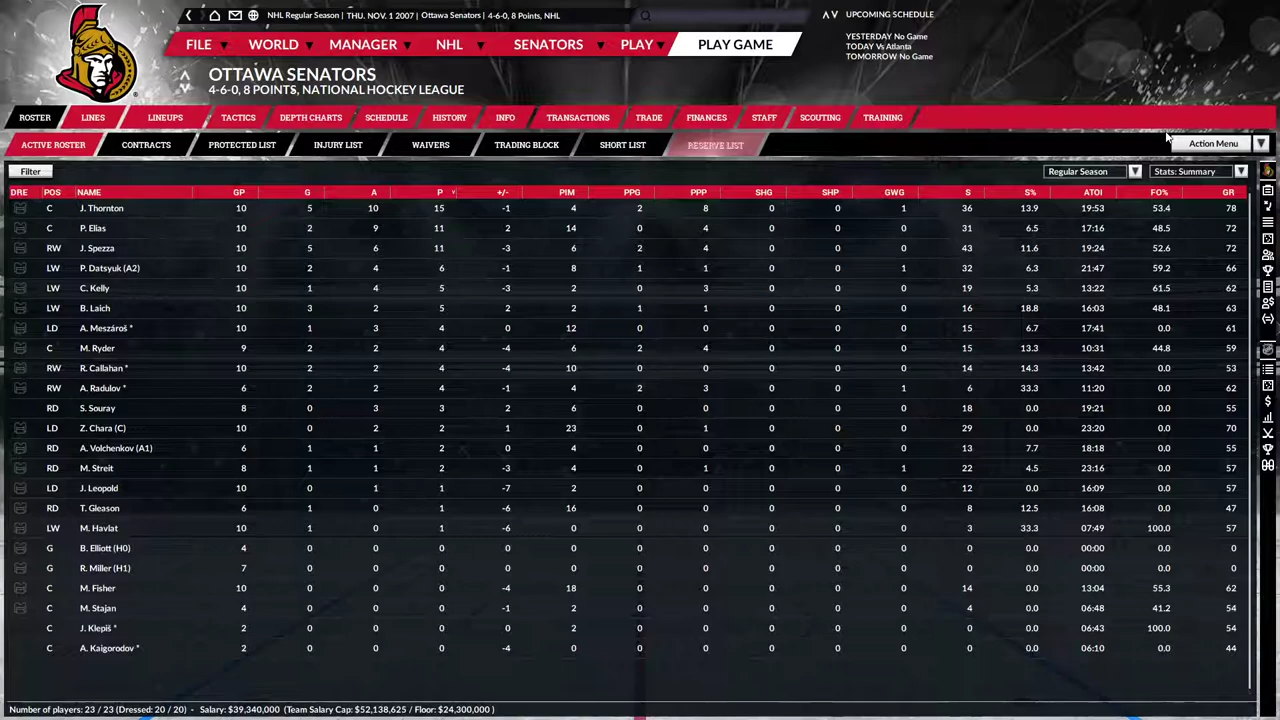 NHL Regular Season | THU. NOV. 1 2007 | Ottawa Senators | 4-6-0, 8 Points, NHL
UPCOMING SCHEDULE
YESTERDAY No Game
TODAY Vs Atlanta
TOMORROW No Game
FILE WORLD MANAGER NHL SENATORS PLAY PLAY GAME
OTTAWA SENATORS
4-6-0, 8 POINTS, NATIONAL HOCKEY LEAGUE
ROSTER LINES LINEUPS TACTICS DEPTH CHARTS SCHEDULE HISTORY INFO TRANSACTIONS TRADE FINANCES STAFF SCOUTING TRAINING
ACTIVE ROSTER CONTRACTS PROTECTED LIST INJURY LIST WAIVERS TRADING BLOCK SHORT LIST RESERVE LIST Action Menu
Filter Regular Season Stats: Summary
DRE POS NAME GP G A P +/- PIM PPG PPP SHG SHP GWG S S% ATOI FO% GR
C J. Thornton 10 5 10 15 -1 4 2 8 0 0 1 36 13.9 19:53 53.4 78
C P. Elias 10 2 9 11 2 14 0 4 0 0 0 31 6.5 17:16 48.5 72
RW J. Spezza 10 5 6 11 -3 6 2 4 0 0 0 43 11.6 19:24 52.6 72
LW P. Datsyuk (A2) 10 2 4 6 -1 8 1 1 0 0 1 32 6.3 21:47 59.2 66
LW C. Kelly 10 1 4 5 -3 2 0 3 0 0 0 19 5.3 13:22 61.5 62
LW B. Laich 10 3 2 5 2 2 1 1 0 0 0 16 18.8 16:03 48.1 63
LD A. Meszároš * 10 1 3 4 0 12 0 0 0 0 0 15 6.7 17:41 0.0 61
C M. Ryder 9 2 2 4 -4 6 2 4 0 0 0 15 13.3 10:31 44.8 59
RW R. Callahan * 10 2 2 4 -4 10 0 0 0 0 0 14 14.3 13:42 0.0 53
RW A. Radulov * 6 2 2 4 -1 4 2 3 0 0 1 6 33.3 11:20 0.0 62
RD S. Souray 8 0 3 3 2 6 0 0 0 0 0 18 0.0 19:21 0.0 55
LD Z. Chara (C) 10 0 2 2 1 23 0 1 0 0 0 29 0.0 23:20 0.0 70
RD A. Volchenkov (A1) 6 1 1 2 0 4 0 0 0 0 0 13 7.7 18:18 0.0 55
RD M. Streit 8 1 1 2 -3 4 0 1 0 0 1 22 4.5 23:16 0.0 57
LD J. Leopold 10 0 1 1 -7 2 0 0 0 0 0 12 0.0 16:09 0.0 57
RD T. Gleason 6 1 0 1 -6 16 0 0 0 0 0 8 12.5 16:08 0.0 47
LW M. Havlat 10 1 0 1 -6 0 0 0 0 0 0 3 33.3 07:49 100.0 57
G B. Elliott (H0) 4 0 0 0 0 0 0 0 0 0 0 0 0.0 00:00 0.0 0
G R. Miller (H1) 7 0 0 0 0 0 0 0 0 0 0 0 0.0 00:00 0.0 0
C M. Fisher 10 0 0 0 -4 18 0 0 0 0 0 14 0.0 13:04 55.3 62
C M. Stajan 4 0 0 0 -1 2 0 0 0 0 0 4 0.0 06:48 41.2 54
C J. Klepiš * 2 0 0 0 0 2 0 0 0 0 0 0 0.0 06:43 100.0 54
C A. Kaigorodov * 2 0 0 0 -4 0 0 0 0 0 0 0 0.0 06:10 0.0 44
Number of players: 23 / 23 (Dressed: 20 / 20) - Salary: $39,340,000 (Team Salary Cap: $52,138,625 / Floor: $24,300,000 )